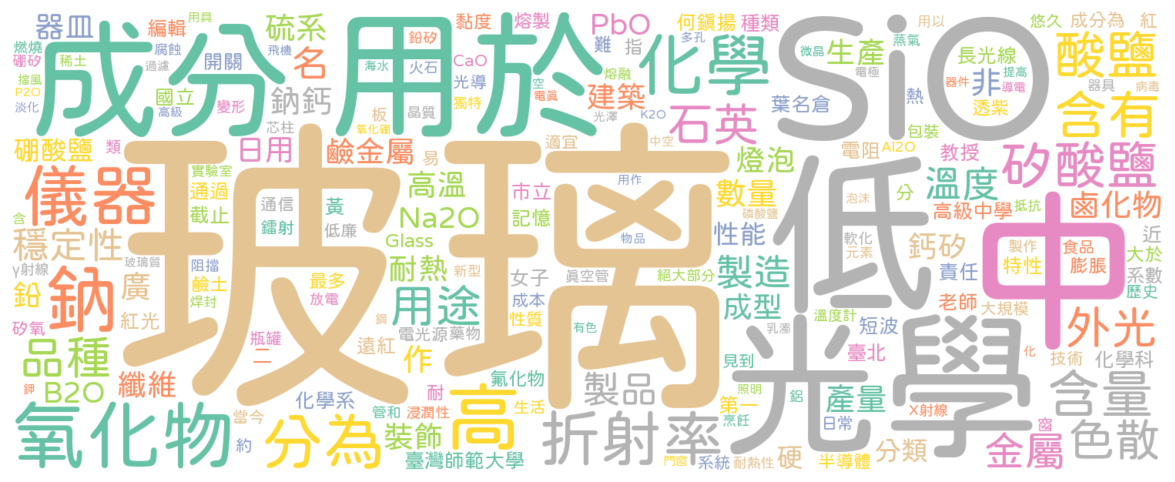 器皿
用具
編輯
硫系
黏度
熔製
PbO
何鎮揚
種類
用以
悠久
成分為
紅
燃燒
飛機
鉛矽
難
指
多孔
微晶
生產
蒸氣
長光線
酸鹽
成分
用於
化學
SiO
硼矽
稀土
腐蝕
過濾
開關
名
海水
火石
CaO
光導
熔融
空
電極
器件
提高
導電
非
熱
透紫
器具
病毒
擋風
P2O
國立
鈉鈣
獨特
電眞
建築
葉名倉
含有
淡化
高級
變形
板
晶質
光澤
K2O
石英
包裝
芯柱
氧化硼
中空
硼酸鹽
類
日用
鹼金屬
易
適宜
燈泡
電阻
Al2O
教授
矽酸鹽
玻璃
儀器
實驗室
通過
截止
通信
鐳射
黃
低廉
高溫
Na2O
Glass
市立
記憶
用作
磷酸鹽
數量
性能
泡沫
低
分
溫度
高級中學
抵抗
中
鹵化物
含
穩定性
γ射線
玻璃質
阻擋
鹼土
焊封
最多
放電
耐熱
新型
女子
眞空管
物品
絕大部分
製造
軟化
元素
鈣矽
責任
製作
特性
食品
膨脹
近
大於
系數
歷史
鉛
鈉
廣
紅光
用途
成本
性質
成型
老師
大規模
矽氧
瓶罐
二
遠紅
電光源
鋼
藥物
有色
乳濁
溫度計
短波
外光
品種
作
見到
臺北
光學
化
技術
化學科
鉀
B2O
纖維
化學系
耐
氟化物
製品
照明
第一
鋁
產量
X射線
窗
含量
氧化物
當今
約
分為
管和
浸潤性
裝飾
高
生活
折射率
烹飪
日常
分類
金屬
色散
臺灣師範大學
門窗
系統
耐熱性
硬
半導體